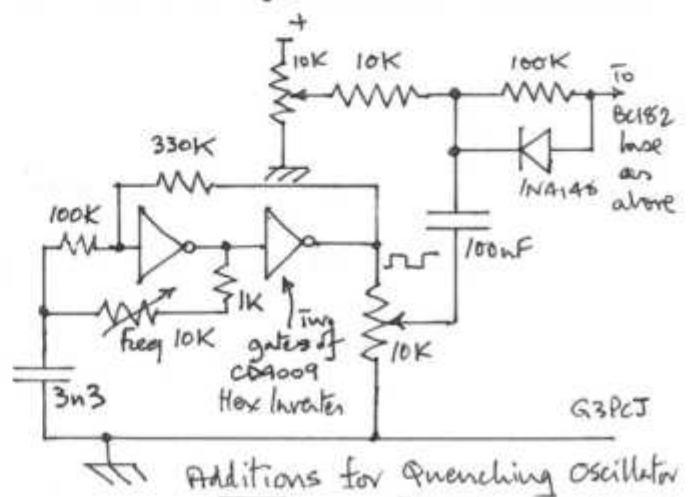 +
10K
10K
100K
To
BC182
base
as
above
1N4148
330K
100K
100nF
1K
freq 10K
Two
gates of
CD4009
Hex Inverter
10K
3n3
G3PCJ
Additions for Quenching Oscillator